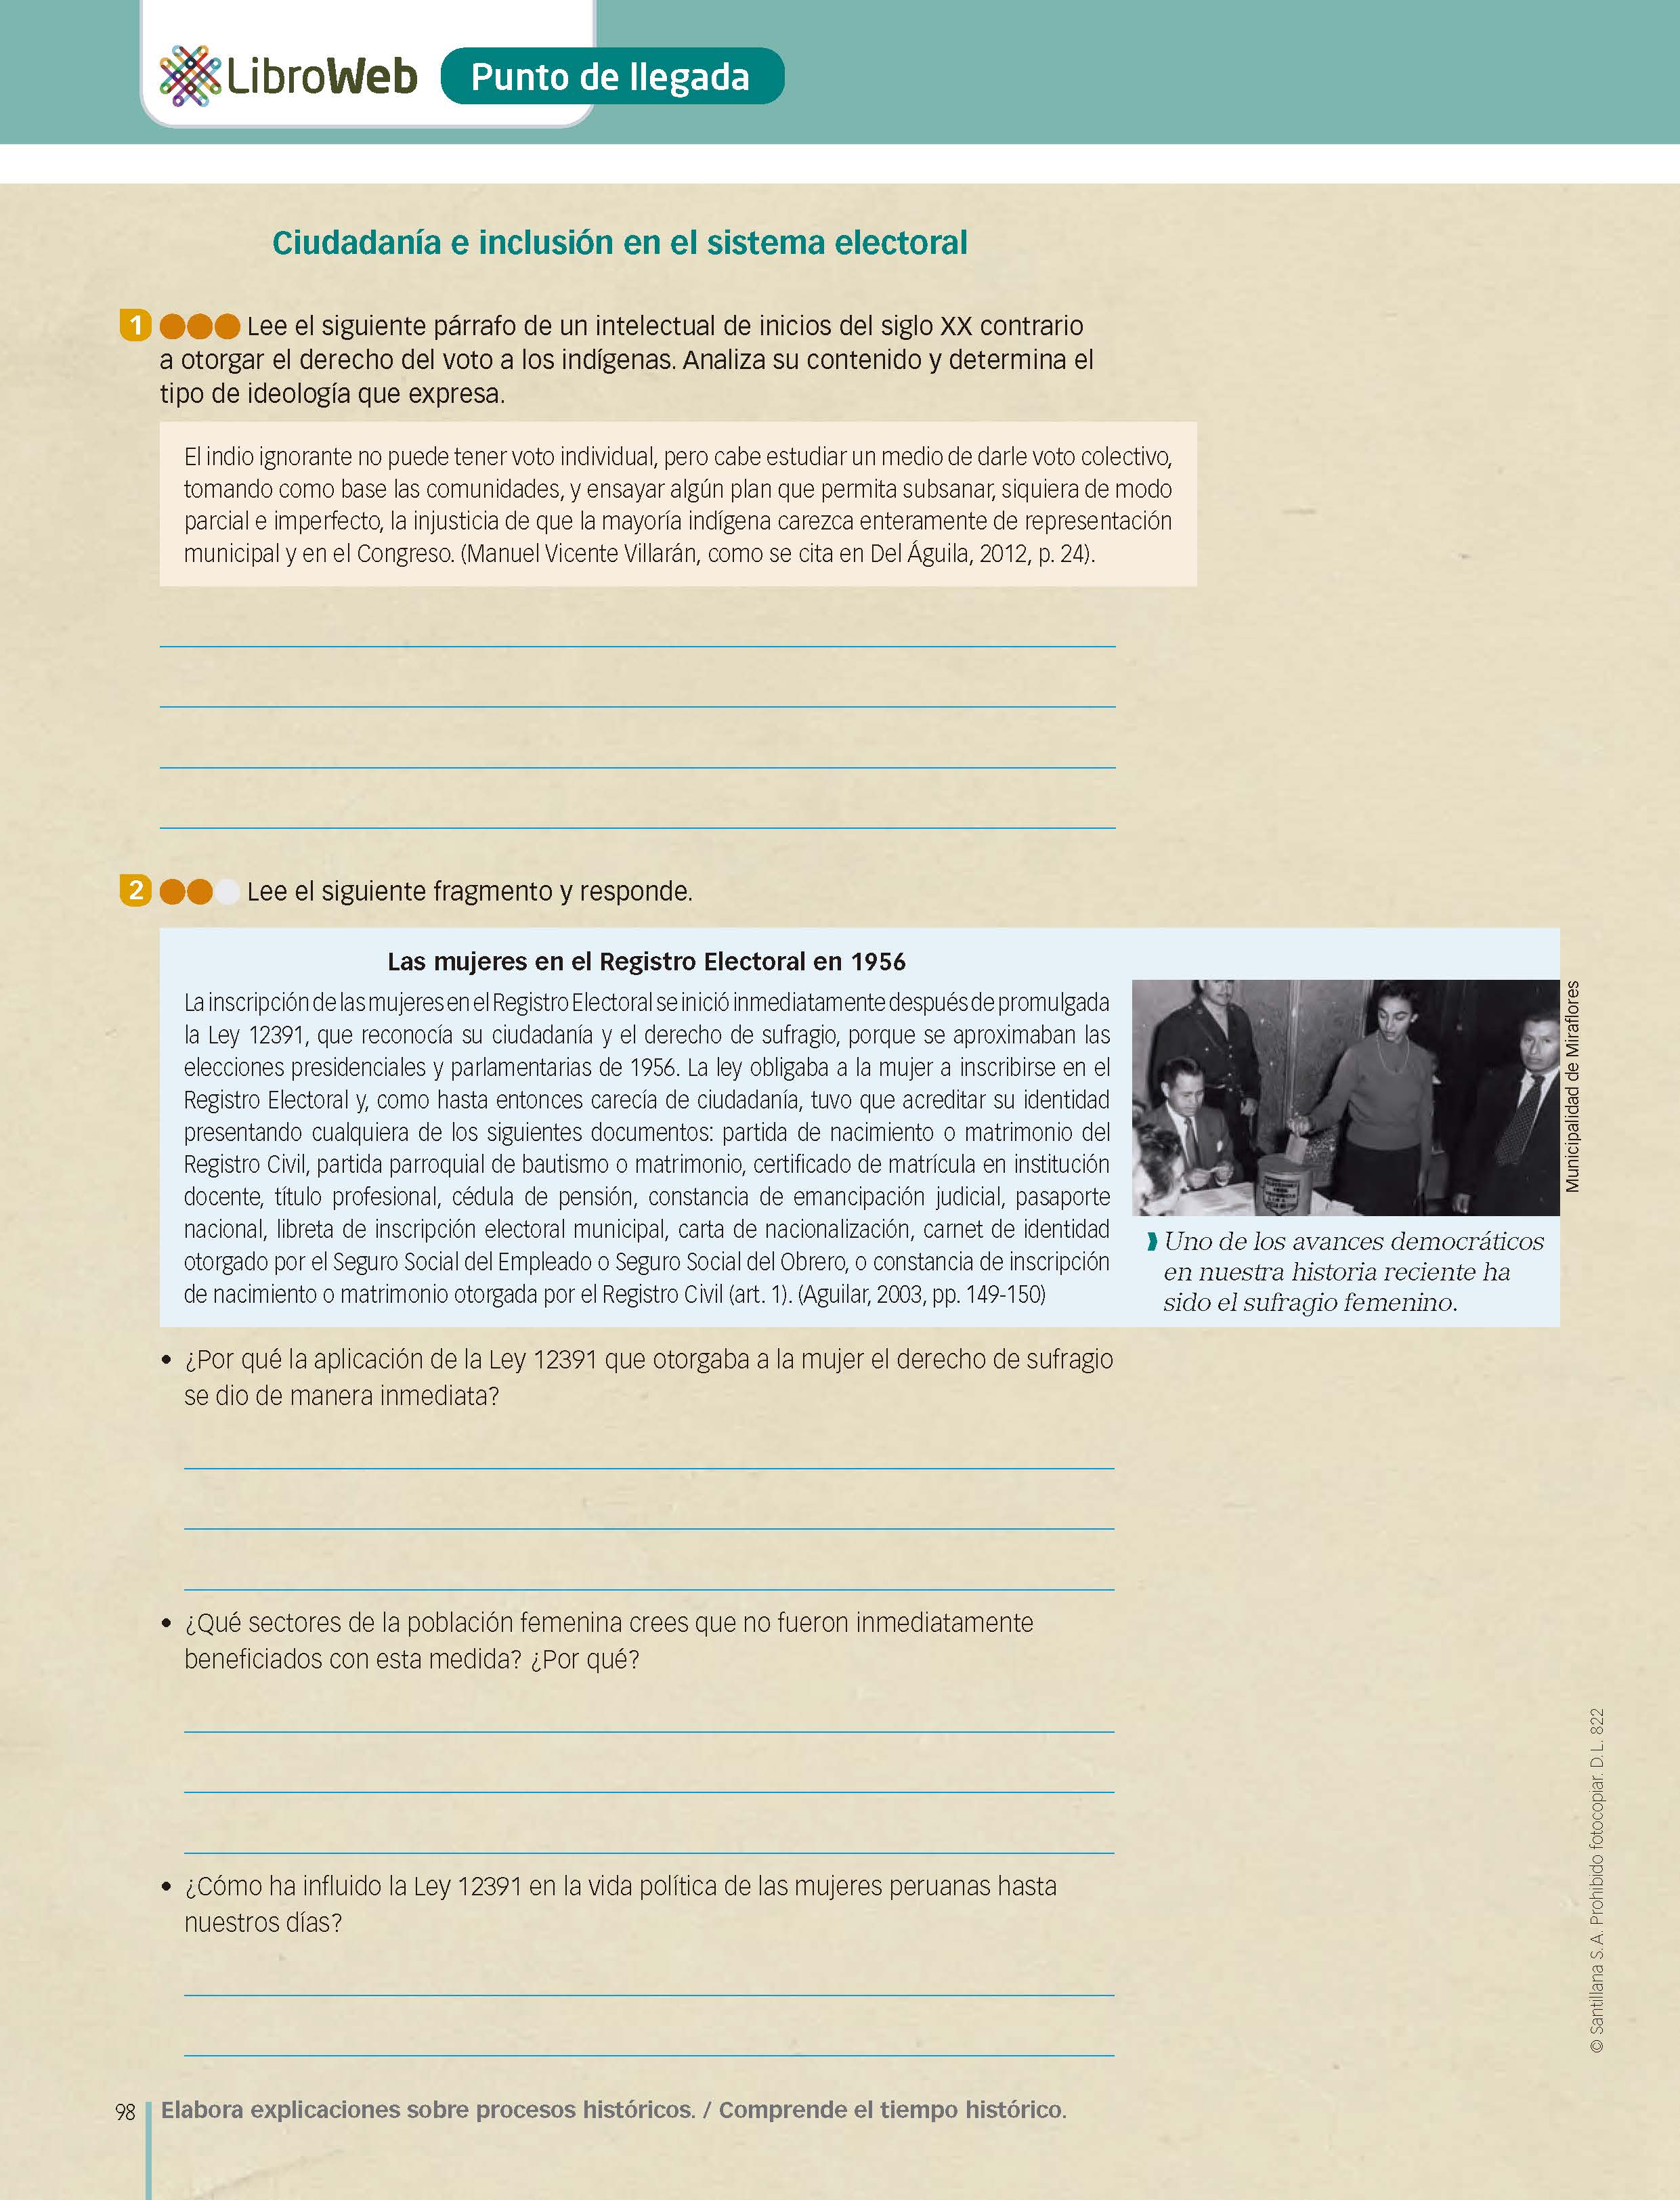 LibroWeb
Punto de llegada
Ciudadanía e inclusión en el sistema electoral
1 Lee el siguiente párrafo de un intelectual de inicios del siglo XX contrario
a otorgar el derecho del voto a los indígenas. Analiza su contenido y determina el
tipo de ideología que expresa.
El indio ignorante no puede tener voto individual, pero cabe estudiar un medio de darle voto colectivo,
tomando como base las comunidades, y ensayar algún plan que permita subsanar, siquiera de modo
parcial e imperfecto, la injusticia de que la mayoría indígena carezca enteramente de representación
municipal y en el Congreso. (Manuel Vicente Villarán, como se cita en Del Águila, 2012, p. 24).
2 Lee el siguiente fragmento y responde.
Las mujeres en el Registro Electoral en 1956
La inscripción de las mujeres en el Registro Electoral se inició inmediatamente después de promulgada
la Ley 12391, que reconocía su ciudadanía y el derecho de sufragio, porque se aproximaban las
elecciones presidenciales y parlamentarias de 1956. La ley obligaba a la mujer a inscribirse en el
Registro Electoral y, como hasta entonces carecía de ciudadanía, tuvo que acreditar su identidad
presentando cualquiera de los siguientes documentos: partida de nacimiento o matrimonio del
Registro Civil, partida parroquial de bautismo o matrimonio, certificado de matrícula en institución
docente, título profesional, cédula de pensión, constancia de emancipación judicial, pasaporte
nacional, libreta de inscripción electoral municipal, carta de nacionalización, carnet de identidad
otorgado por el Seguro Social del Empleado o Seguro Social del Obrero, o constancia de inscripción
de nacimiento o matrimonio otorgada por el Registro Civil (art. 1). (Aguilar, 2003, pp. 149-150)
Municipalidad de Miraflores
Uno de los avances democráticos
en nuestra historia reciente ha
sido el sufragio femenino.
• ¿Por qué la aplicación de la Ley 12391 que otorgaba a la mujer el derecho de sufragio
se dio de manera inmediata?
• ¿Qué sectores de la población femenina crees que no fueron inmediatamente
beneficiados con esta medida? ¿Por qué?
• ¿Cómo ha influido la Ley 12391 en la vida política de las mujeres peruanas hasta
nuestros días?
© Santillana S.A. Prohibido fotocopiar. D.L. 822
98 Elabora explicaciones sobre procesos históricos. / Comprende el tiempo histórico.